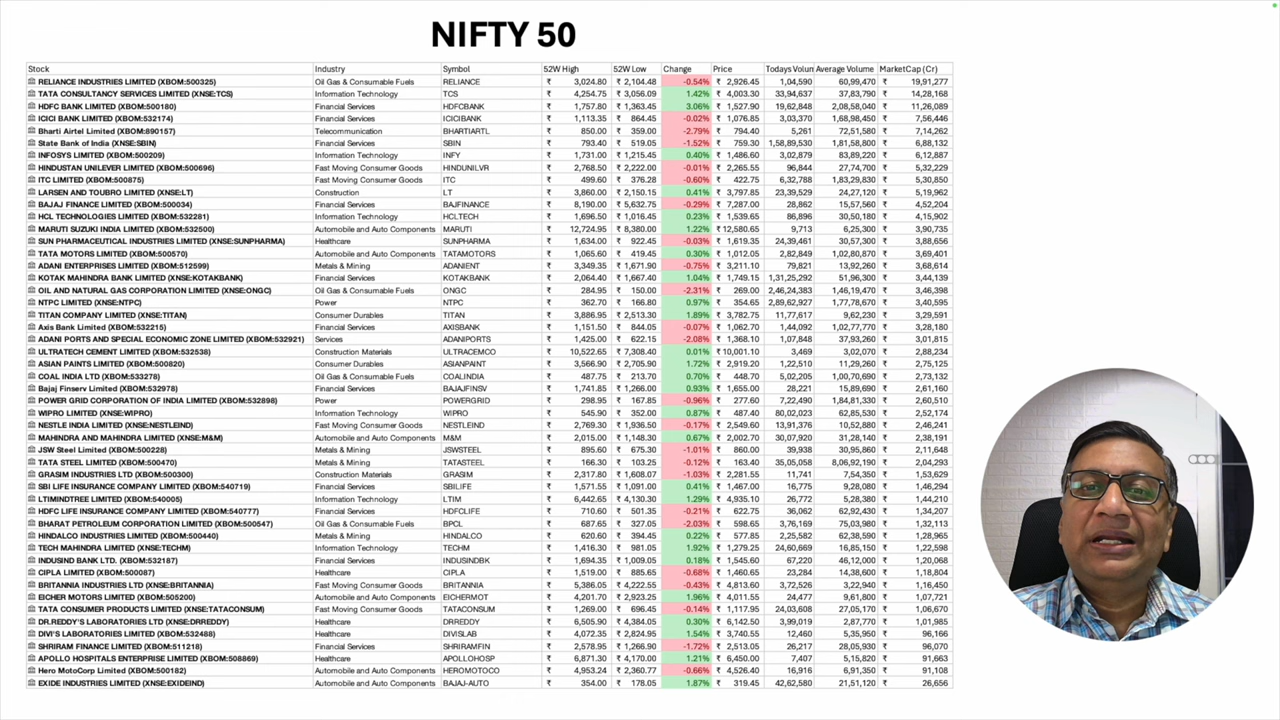 NIFTY 50
Stock Industry Symbol 52W High 52W Low Change Price Todays Volum Average Volume MarketCap (Cr)
RELIANCE INDUSTRIES LIMITED (XBOM:500325) Oil Gas & Consumable Fuels RELIANCE ₹ 3,024.80 ₹ 2,104.48 -0.54% ₹ 2,926.45 1,04,590 60,99,470 ₹ 19,91,277
TATA CONSULTANCY SERVICES LIMITED (XNSE:TCS) Information Technology TCS ₹ 4,254.75 ₹ 3,056.09 1.42% ₹ 4,003.30 33,94,637 37,83,790 ₹ 14,28,168
HDFC BANK LIMITED (XBOM:500180) Financial Services HDFCBANK ₹ 1,757.80 ₹ 1,363.45 3.06% ₹ 1,527.90 19,62,848 2,08,58,040 ₹ 11,26,089
ICICI BANK LIMITED (XBOM:532174) Financial Services ICICIBANK ₹ 1,113.35 ₹ 864.45 -0.02% ₹ 1,076.85 3,03,370 1,68,98,450 ₹ 7,56,446
Bharti Airtel Limited (XBOM:890157) Telecommunication BHARTIARTL ₹ 850.00 ₹ 359.00 -2.79% ₹ 794.40 5,261 72,51,580 ₹ 7,14,262
State Bank of India (XNSE:SBIN) Financial Services SBIN ₹ 793.40 ₹ 519.05 -1.52% ₹ 759.30 1,58,89,530 1,81,58,800 ₹ 6,88,132
INFOSYS LIMITED (XBOM:500209) Information Technology INFY ₹ 1,731.00 ₹ 1,215.45 0.40% ₹ 1,486.60 3,02,879 83,89,220 ₹ 6,12,887
HINDUSTAN UNILEVER LIMITED (XBOM:500696) Fast Moving Consumer Goods HINDUNILVR ₹ 2,768.50 ₹ 2,222.00 -0.01% ₹ 2,265.55 96,844 27,74,700 ₹ 5,32,229
ITC LIMITED (XBOM:500875) Fast Moving Consumer Goods ITC ₹ 499.60 ₹ 376.28 -0.60% ₹ 422.75 6,32,788 1,83,29,830 ₹ 5,30,850
LARSEN AND TOUBRO LIMITED (XNSE:LT) Construction LT ₹ 3,860.00 ₹ 2,150.15 0.41% ₹ 3,797.85 23,39,529 24,27,120 ₹ 5,19,962
BAJAJ FINANCE LIMITED (XBOM:500034) Financial Services BAJFINANCE ₹ 8,190.00 ₹ 5,632.75 -0.29% ₹ 7,287.00 28,862 15,57,560 ₹ 4,52,204
HCL TECHNOLOGIES LIMITED (XBOM:532281) Information Technology HCLTECH ₹ 1,696.50 ₹ 1,016.45 0.23% ₹ 1,539.65 86,896 30,50,180 ₹ 4,15,902
MARUTI SUZUKI INDIA LIMITED (XBOM:532500) Automobile and Auto Components MARUTI ₹ 12,724.95 ₹ 8,380.00 1.22% ₹ 12,580.65 9,713 6,25,300 ₹ 3,90,735
SUN PHARMACEUTICAL INDUSTRIES LIMITED (XNSE:SUNPHARMA) Healthcare SUNPHARMA ₹ 1,634.00 ₹ 922.45 -0.03% ₹ 1,619.35 24,39,461 30,57,300 ₹ 3,88,656
TATA MOTORS LIMITED (XBOM:500570) Automobile and Auto Components TATAMOTORS ₹ 1,065.60 ₹ 419.45 0.30% ₹ 1,012.05 2,82,849 1,02,80,870 ₹ 3,69,401
ADANI ENTERPRISES LIMITED (XBOM:512599) Metals & Mining ADANIENT ₹ 3,349.35 ₹ 1,671.90 -0.75% ₹ 3,211.10 79,821 13,92,260 ₹ 3,68,614
KOTAK MAHINDRA BANK LIMITED (XNSE:KOTAKBANK) Financial Services KOTAKBANK ₹ 2,064.40 ₹ 1,667.40 1.04% ₹ 1,749.15 1,31,25,292 51,96,300 ₹ 3,44,139
OIL AND NATURAL GAS CORPORATION LIMITED (XNSE:ONGC) Oil Gas & Consumable Fuels ONGC ₹ 284.95 ₹ 150.00 -2.31% ₹ 269.00 2,46,24,383 1,46,19,470 ₹ 3,46,398
NTPC LIMITED (XNSE:NTPC) Power NTPC ₹ 362.70 ₹ 166.80 0.97% ₹ 354.65 2,89,62,927 1,77,78,670 ₹ 3,40,595
TITAN COMPANY LIMITED (XNSE:TITAN) Consumer Durables TITAN ₹ 3,886.95 ₹ 2,513.30 1.89% ₹ 3,782.75 11,77,617 9,62,230 ₹ 3,29,591
Axis Bank Limited (XBOM:532215) Financial Services AXISBANK ₹ 1,151.50 ₹ 844.05 -0.07% ₹ 1,062.70 1,44,092 1,02,77,770 ₹ 3,28,180
ADANI PORTS AND SPECIAL ECONOMIC ZONE LIMITED (XBOM:532921) Services ADANIPORTS ₹ 1,425.00 ₹ 622.15 -2.08% ₹ 1,368.10 1,07,848 37,93,260 ₹ 3,01,815
ULTRATECH CEMENT LIMITED (XBOM:532538) Construction Materials ULTRACEMCO ₹ 10,522.65 ₹ 7,308.40 0.01% ₹ 10,001.10 3,469 3,02,070 ₹ 2,88,234
ASIAN PAINTS LIMITED (XBOM:500820) Consumer Durables ASIANPAINT ₹ 3,566.90 ₹ 2,705.90 1.72% ₹ 2,919.20 1,22,510 11,29,260 ₹ 2,75,125
COAL INDIA LTD (XBOM:533278) Oil Gas & Consumable Fuels COALINDIA ₹ 487.75 ₹ 213.70 0.70% ₹ 448.70 5,02,205 1,00,70,690 ₹ 2,73,132
Bajaj Finserv Limited (XBOM:532978) Financial Services BAJAJFINSV ₹ 1,741.85 ₹ 1,266.00 0.93% ₹ 1,655.00 28,221 15,89,690 ₹ 2,61,160
POWER GRID CORPORATION OF INDIA LIMITED (XBOM:532898) Power POWERGRID ₹ 298.95 ₹ 167.85 -0.96% ₹ 277.60 7,22,490 1,84,81,330 ₹ 2,60,510
WIPRO LIMITED (XNSE:WIPRO) Information Technology WIPRO ₹ 545.90 ₹ 352.00 0.87% ₹ 487.40 80,02,023 62,85,530 ₹ 2,52,174
NESTLE INDIA LIMITED (XNSE:NESTLEIND) Fast Moving Consumer Goods NESTLEIND ₹ 2,769.30 ₹ 1,936.50 -0.17% ₹ 2,549.60 13,91,376 10,52,880 ₹ 2,46,241
MAHINDRA AND MAHINDRA LIMITED (XNSE:M&M) Automobile and Auto Components M&M ₹ 2,015.00 ₹ 1,148.30 0.67% ₹ 2,002.70 30,07,920 31,28,140 ₹ 2,38,191
JSW Steel Limited (XBOM:500228) Metals & Mining JSWSTEEL ₹ 895.60 ₹ 675.30 -1.01% ₹ 860.00 39,938 30,95,860 ₹ 2,11,648
TATA STEEL LIMITED (XBOM:500470) Metals & Mining TATASTEEL ₹ 166.30 ₹ 103.25 -0.12% ₹ 163.40 35,05,058 8,06,92,190 ₹ 2,04,293
GRASIM INDUSTRIES LTD (XBOM:500300) Construction Materials GRASIM ₹ 2,317.80 ₹ 1,608.07 -1.03% ₹ 2,281.55 11,741 7,54,350 ₹ 1,53,629
SBI LIFE INSURANCE COMPANY LIMITED (XBOM:540719) Financial Services SBILIFE ₹ 1,571.55 ₹ 1,091.00 0.41% ₹ 1,467.00 16,775 9,28,080 ₹ 1,46,294
LTIMINDTREE LIMITED (XBOM:540005) Information Technology LTIM ₹ 6,442.65 ₹ 4,130.30 1.29% ₹ 4,935.10 26,772 5,28,380 ₹ 1,44,210
HDFC LIFE INSURANCE COMPANY LIMITED (XBOM:540777) Financial Services HDFCLIFE ₹ 710.60 ₹ 501.35 -0.21% ₹ 622.75 36,062 62,92,430 ₹ 1,34,207
BHARAT PETROLEUM CORPORATION LIMITED (XBOM:500547) Oil Gas & Consumable Fuels BPCL ₹ 687.65 ₹ 327.05 -2.03% ₹ 598.65 3,76,169 75,03,980 ₹ 1,32,113
HINDALCO INDUSTRIES LIMITED (XBOM:500440) Metals & Mining HINDALCO ₹ 620.60 ₹ 394.45 0.22% ₹ 577.85 2,25,582 62,38,590 ₹ 1,28,965
TECH MAHINDRA LIMITED (XNSE:TECHM) Information Technology TECHM ₹ 1,416.30 ₹ 981.05 1.92% ₹ 1,279.25 24,60,669 16,85,150 ₹ 1,22,598
INDUSIND BANK LTD. (XBOM:532187) Financial Services INDUSINDBK ₹ 1,694.35 ₹ 1,009.05 0.18% ₹ 1,545.60 67,220 46,12,000 ₹ 1,20,068
CIPLA LIMITED (XBOM:500087) Healthcare CIPLA ₹ 1,519.00 ₹ 885.65 -0.68% ₹ 1,460.65 23,284 14,38,600 ₹ 1,18,804
BRITANNIA INDUSTRIES LTD (XNSE:BRITANNIA) Fast Moving Consumer Goods BRITANNIA ₹ 5,386.05 ₹ 4,222.55 -0.43% ₹ 4,813.60 3,72,526 3,22,940 ₹ 1,16,450
EICHER MOTORS LIMITED (XBOM:505200) Automobile and Auto Components EICHERMOT ₹ 4,201.70 ₹ 2,923.25 1.96% ₹ 4,011.55 24,477 9,61,800 ₹ 1,07,721
TATA CONSUMER PRODUCTS LIMITED (XNSE:TATACONSUM) Fast Moving Consumer Goods TATACONSUM ₹ 1,269.00 ₹ 696.45 -0.14% ₹ 1,117.95 24,03,608 27,05,170 ₹ 1,06,670
DR.REDDY'S LABORATORIES LTD (XNSE:DRREDDY) Healthcare DRREDDY ₹ 6,505.90 ₹ 4,384.05 0.30% ₹ 6,142.50 3,99,019 2,87,770 ₹ 1,01,985
DIVI'S LABORATORIES LIMITED (XBOM:532488) Healthcare DIVISLAB ₹ 4,072.35 ₹ 2,824.95 1.54% ₹ 3,740.55 12,460 5,35,950 ₹ 96,166
SHRIRAM FINANCE LIMITED (XBOM:511218) Financial Services SHRIRAMFIN ₹ 2,578.95 ₹ 1,266.90 -1.72% ₹ 2,513.05 26,217 28,05,930 ₹ 96,070
APOLLO HOSPITALS ENTERPRISE LIMITED (XBOM:508869) Healthcare APOLLOHOSP ₹ 6,871.30 ₹ 4,170.00 1.21% ₹ 6,450.00 7,407 5,15,820 ₹ 91,663
Hero MotoCorp Limited (XBOM:500182) Automobile and Auto Components HEROMOTOCO ₹ 4,953.24 ₹ 2,360.77 -0.66% ₹ 4,526.40 16,916 6,91,350 ₹ 91,108
EXIDE INDUSTRIES LIMITED (XNSE:EXIDEIND) Automobile and Auto Components BAJAJ-AUTO ₹ 354.00 ₹ 178.05 1.87% ₹ 319.45 42,62,580 21,51,120 ₹ 26,656